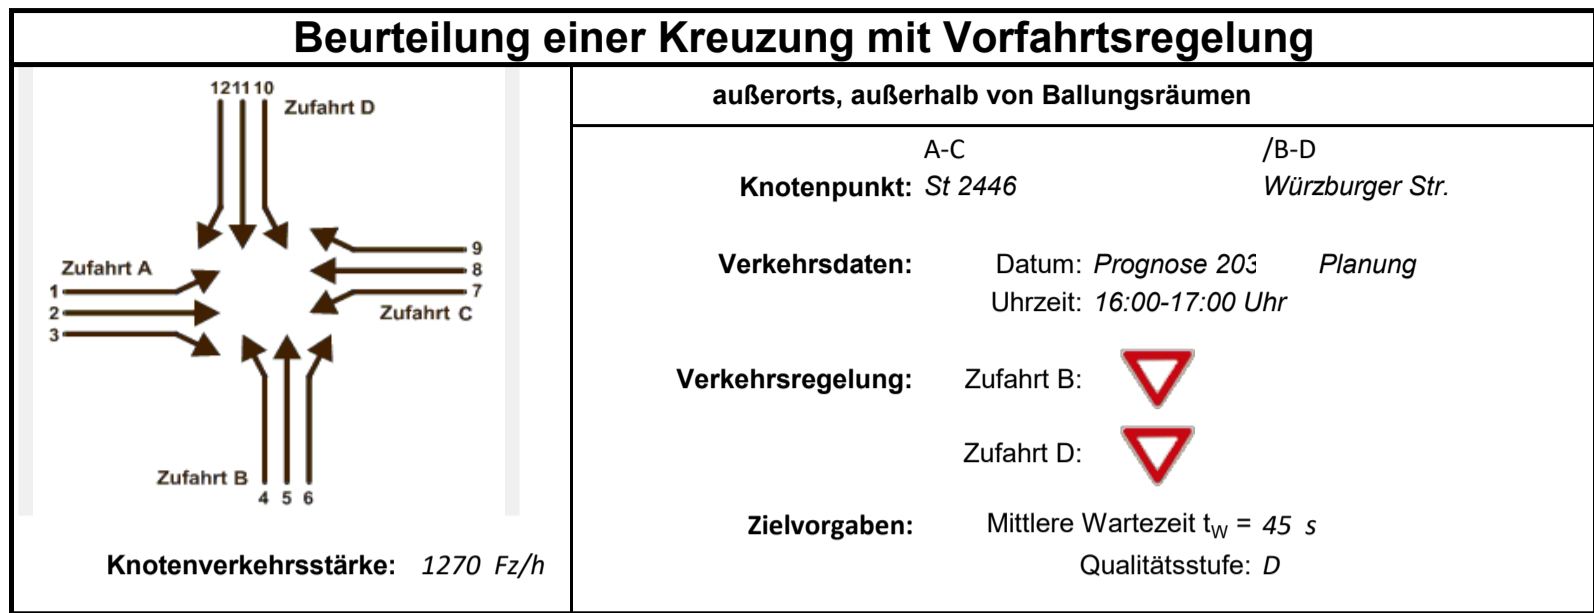 Beurteilung einer Kreuzung mit Vorfahrtsregelung
121110
Zufahrt D
9
8
7
Zufahrt C
Zufahrt A
1
2
3
Zufahrt B
4 5 6
Knotenverkehrsstärke: 1270 Fz/h
außerorts, außerhalb von Ballungsräumen
A-C /B-D
Knotenpunkt: St 2446 Würzburger Str.
Verkehrsdaten: Datum: Prognose 203 Planung
Uhrzeit: 16:00-17:00 Uhr
Verkehrsregelung: Zufahrt B:
Zufahrt D:
Zielvorgaben: Mittlere Wartezeit tW = 45 s
Qualitätsstufe: D